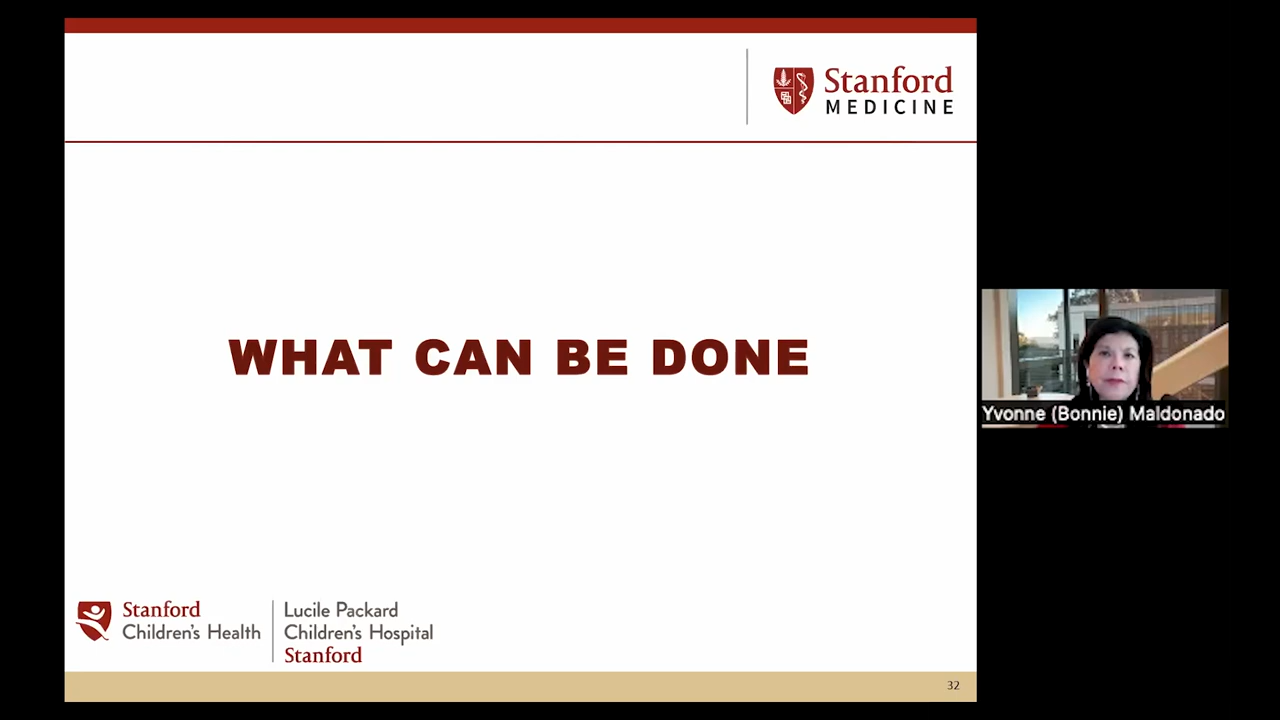 Stanford
MEDICINE
WHAT CAN BE DONE
Yvonne (Bonnie) Maldonado
Stanford
Children's Health
Lucile Packard
Children's Hospital
Stanford
32